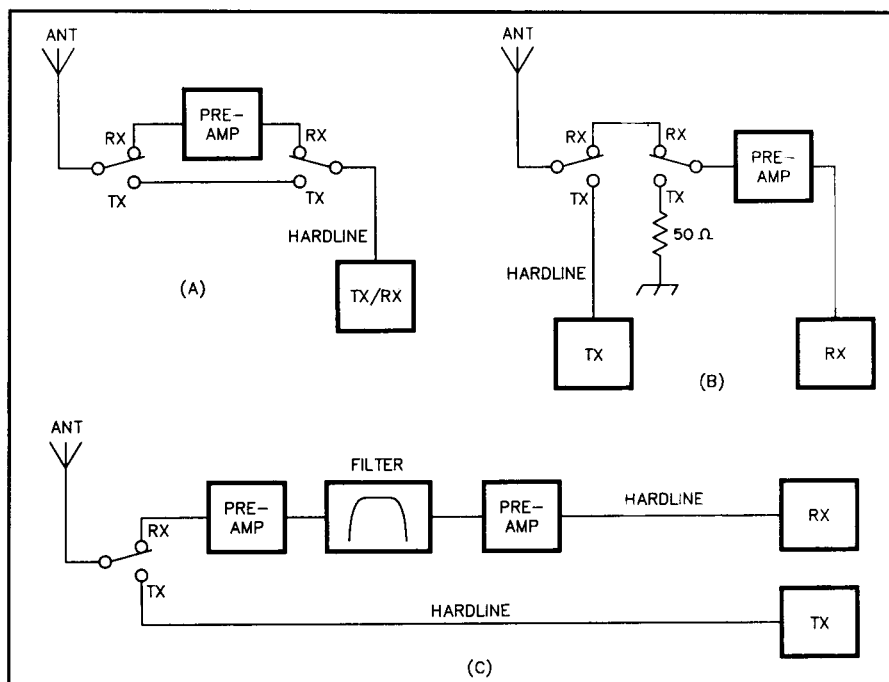 ANT
PRE-
AMP
RX
RX
TX
TX
HARDLINE
TX/RX
(A)
ANT
RX
RX
TX
TX
PRE-
AMP
50 Ω
HARDLINE
TX
RX
(B)
ANT
RX
TX
PRE-
AMP
FILTER
PRE-
AMP
HARDLINE
RX
HARDLINE
TX
(C)